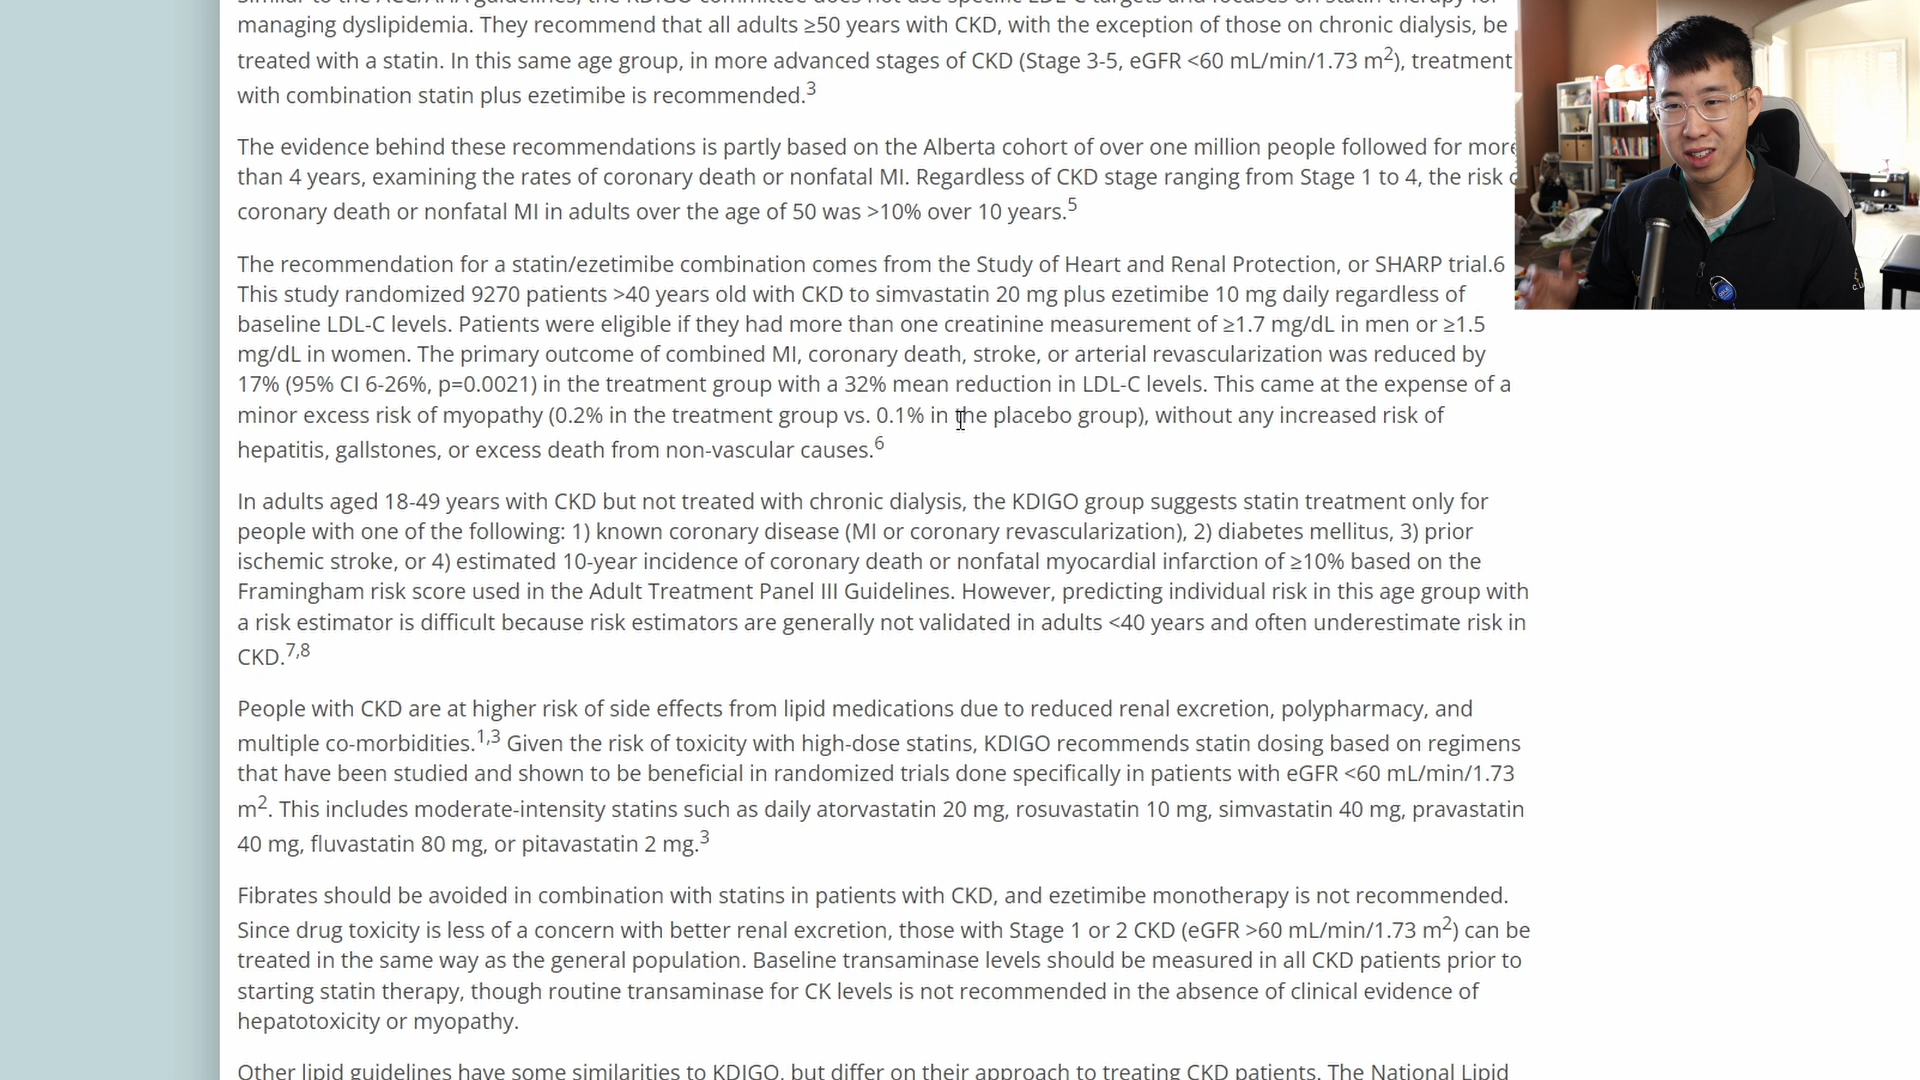 Similar to the ACC/AHA guidelines, the KDIGO committee does not use specific LDL-C targets and focuses on statin therapy for
managing dyslipidemia. They recommend that all adults ≥50 years with CKD, with the exception of those on chronic dialysis, be
treated with a statin. In this same age group, in more advanced stages of CKD (Stage 3-5, eGFR <60 mL/min/1.73 m2), treatment
with combination statin plus ezetimibe is recommended.3
The evidence behind these recommendations is partly based on the Alberta cohort of over one million people followed for more
than 4 years, examining the rates of coronary death or nonfatal MI. Regardless of CKD stage ranging from Stage 1 to 4, the risk
coronary death or nonfatal MI in adults over the age of 50 was >10% over 10 years.5
The recommendation for a statin/ezetimibe combination comes from the Study of Heart and Renal Protection, or SHARP trial.6
This study randomized 9270 patients >40 years old with CKD to simvastatin 20 mg plus ezetimibe 10 mg daily regardless of
baseline LDL-C levels. Patients were eligible if they had more than one creatinine measurement of ≥1.7 mg/dL in men or ≥1.5
mg/dL in women. The primary outcome of combined MI, coronary death, stroke, or arterial revascularization was reduced by
17% (95% CI 6-26%, p=0.0021) in the treatment group with a 32% mean reduction in LDL-C levels. This came at the expense of a
minor excess risk of myopathy (0.2% in the treatment group vs. 0.1% in the placebo group), without any increased risk of
hepatitis, gallstones, or excess death from non-vascular causes.6
In adults aged 18-49 years with CKD but not treated with chronic dialysis, the KDIGO group suggests statin treatment only for
people with one of the following: 1) known coronary disease (MI or coronary revascularization), 2) diabetes mellitus, 3) prior
ischemic stroke, or 4) estimated 10-year incidence of coronary death or nonfatal myocardial infarction of ≥10% based on the
Framingham risk score used in the Adult Treatment Panel III Guidelines. However, predicting individual risk in this age group with
a risk estimator is difficult because risk estimators are generally not validated in adults <40 years and often underestimate risk in
CKD.7,8
People with CKD are at higher risk of side effects from lipid medications due to reduced renal excretion, polypharmacy, and
multiple co-morbidities.1,3 Given the risk of toxicity with high-dose statins, KDIGO recommends statin dosing based on regimens
that have been studied and shown to be beneficial in randomized trials done specifically in patients with eGFR <60 mL/min/1.73
m2. This includes moderate-intensity statins such as daily atorvastatin 20 mg, rosuvastatin 10 mg, simvastatin 40 mg, pravastatin
40 mg, fluvastatin 80 mg, or pitavastatin 2 mg.3
Fibrates should be avoided in combination with statins in patients with CKD, and ezetimibe monotherapy is not recommended.
Since drug toxicity is less of a concern with better renal excretion, those with Stage 1 or 2 CKD (eGFR >60 mL/min/1.73 m2) can be
treated in the same way as the general population. Baseline transaminase levels should be measured in all CKD patients prior to
starting statin therapy, though routine transaminase for CK levels is not recommended in the absence of clinical evidence of
hepatotoxicity or myopathy.
Other lipid guidelines have some similarities to KDIGO, but differ on their approach to treating CKD patients. The National Lipid